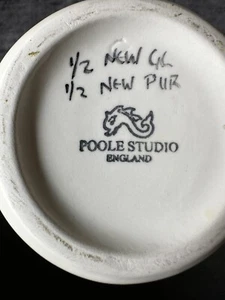 1/2 NEW GL
1/2 NEW PUR
POOLE STUDIO
ENGLAND